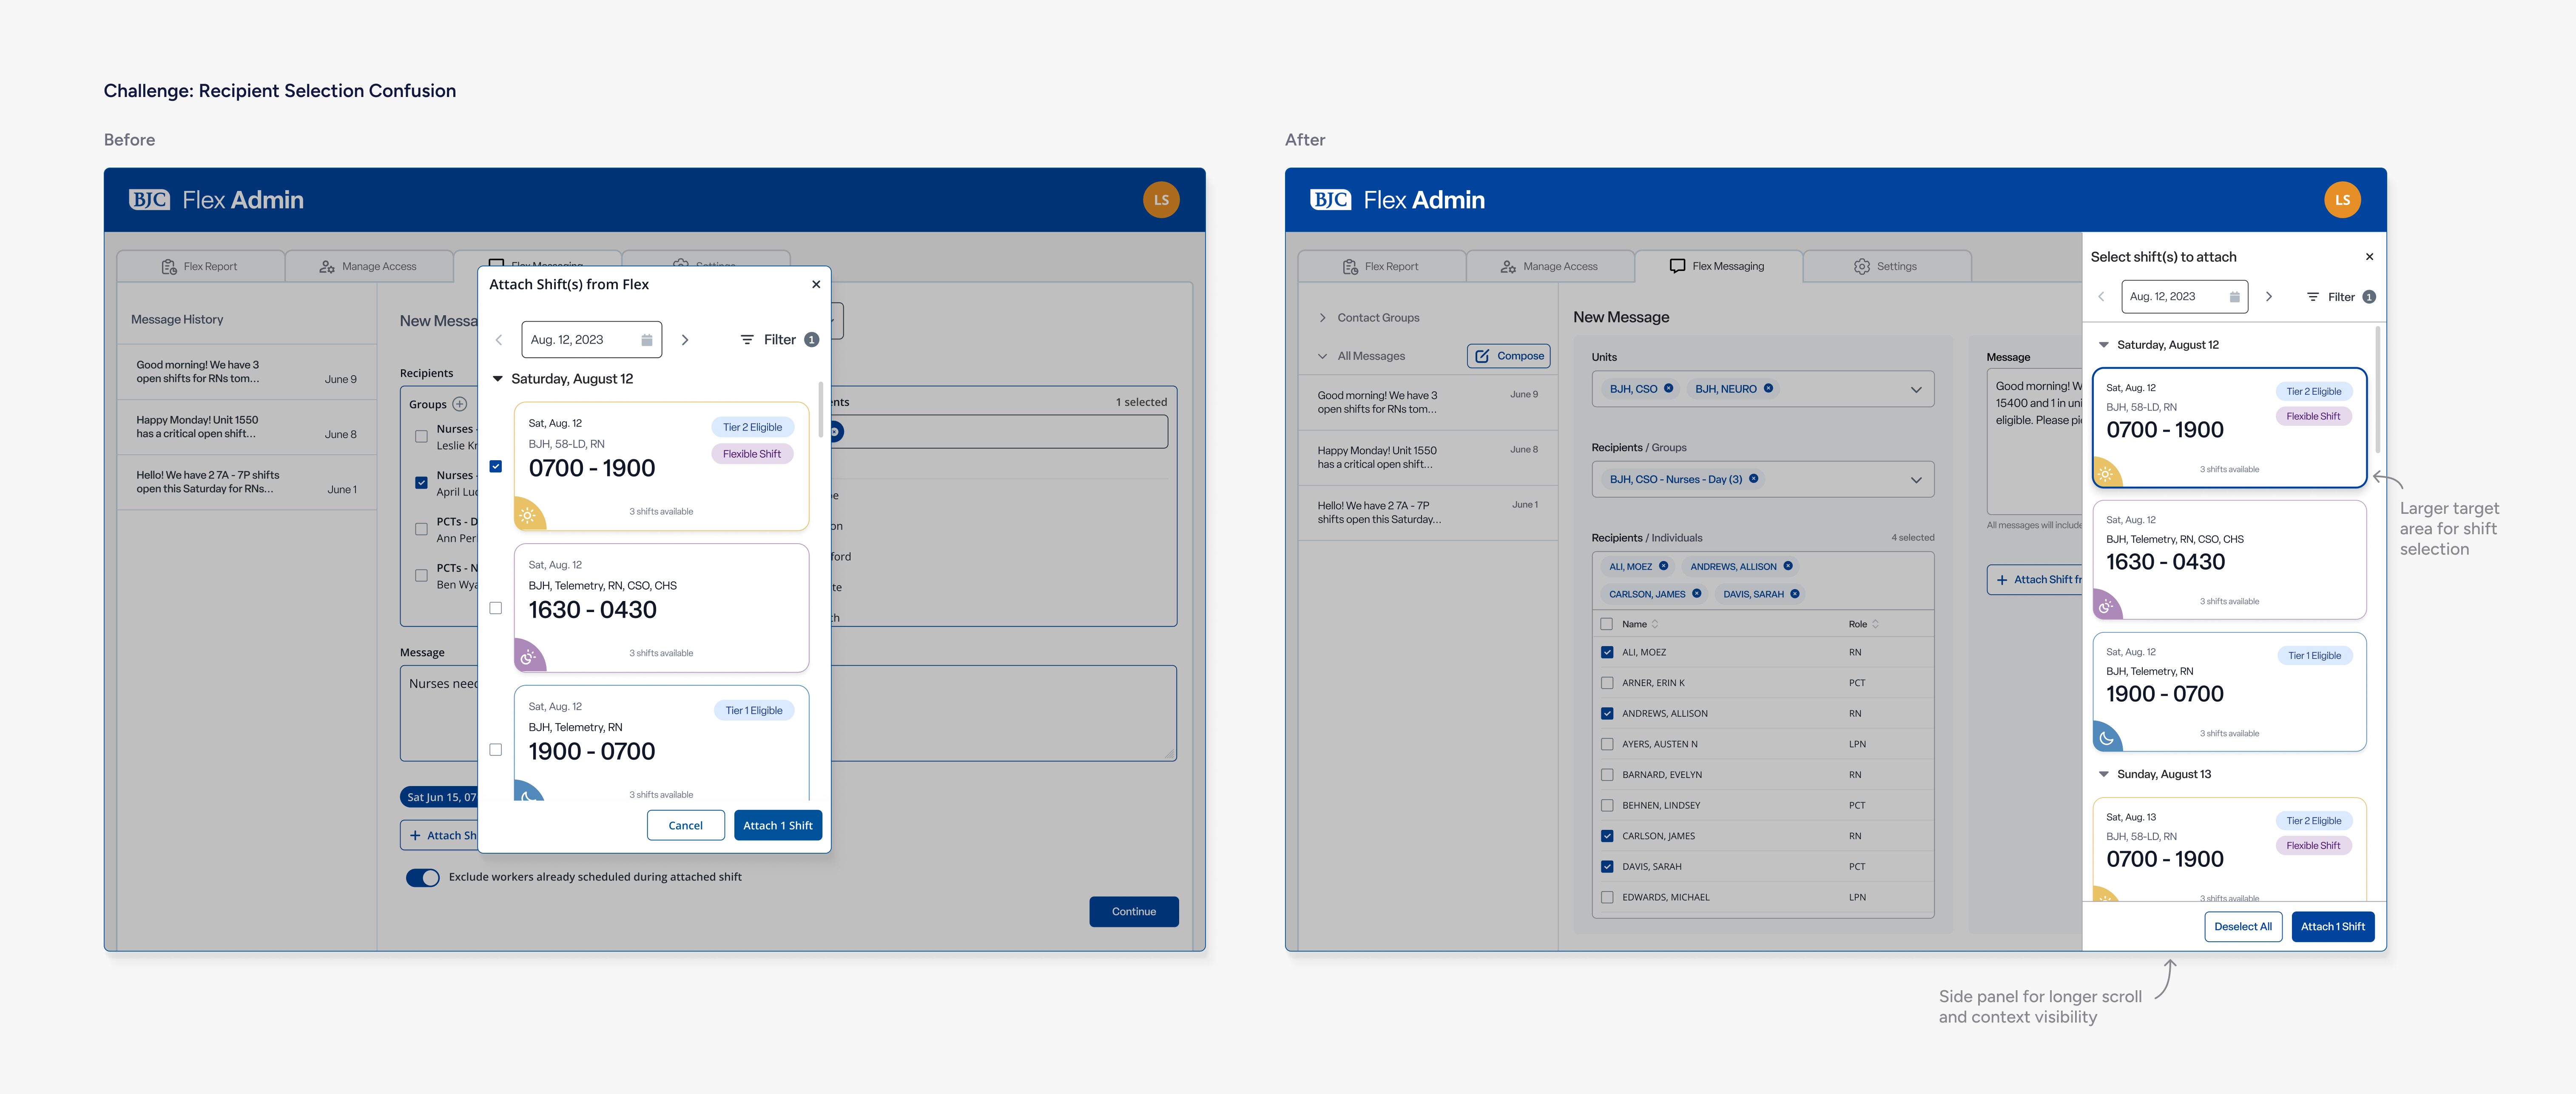 Challenge: Recipient Selection Confusion
Before
BJC Flex Admin
LS
Flex Report
Manage Access
Message History
Good morning! We have 3
open shifts for RNs tom...
June 9
Happy Monday! Unit 1550
has a critical open shift...
June 8
Hello! We have 2 7A - 7P shifts
open this Saturday for RNs...
June 1
New Messa
Recipients
Groups
Nurses
Leslie Kr
Nurses
April Luc
PCTs - D
Ann Per
PCTs - N
Ben Wya
1 selected
Message
Nurses need
Sat Jun 15, 07
Attach Sh
Exclude workers already scheduled during attached shift
Continue
Attach Shift(s) from Flex
Aug. 12, 2023
Filter 1
Saturday, August 12
Sat, Aug. 12
BJH, 58-LD, RN
0700 - 1900
Tier 2 Eligible
Flexible Shift
3 shifts available
Sat, Aug. 12
BJH, Telemetry, RN, CSO, CHS
1630 - 0430
3 shifts available
Sat, Aug. 12
BJH, Telemetry, RN
1900 - 0700
Tier 1 Eligible
3 shifts available
Cancel
Attach 1 Shift
After
BJC Flex Admin
LS
Flex Report
Manage Access
Flex Messaging
Settings
Contact Groups
All Messages
Compose
Good morning! We have 3
open shifts for RNs tom...
June 9
Happy Monday! Unit 1550
has a critical open shift...
June 8
Hello! We have 2 7A - 7P
shifts open this Saturday...
June 1
New Message
Units
BJH, CSO
BJH, NEURO
Recipients / Groups
BJH, CSO - Nurses - Day (3)
Recipients / Individuals
4 selected
ALI, MOEZ
ANDREWS, ALLISON
CARLSON, JAMES
DAVIS, SARAH
Name
Role
ALI, MOEZ RN
ARNER, ERIN K PCT
ANDREWS, ALLISON RN
AYERS, AUSTEN N LPN
BARNARD, EVELYN RN
BEHNEN, LINDSEY PCT
CARLSON, JAMES RN
DAVIS, SARAH PCT
EDWARDS, MICHAEL LPN
Message
Good morning! W
15400 and 1 in uni
eligible. Please pi
All messages will include
Attach Shift fr
Select shift(s) to attach
Aug. 12, 2023
Filter 1
Saturday, August 12
Sat, Aug. 12
BJH, 58-LD, RN
0700 - 1900
Tier 2 Eligible
Flexible Shift
3 shifts available
Sat, Aug. 12
BJH, Telemetry, RN, CSO, CHS
1630 - 0430
3 shifts available
Sat, Aug. 12
BJH, Telemetry, RN
1900 - 0700
Tier 1 Eligible
3 shifts available
Sunday, August 13
Sat, Aug. 13
BJH, 58-LD, RN
0700 - 1900
Tier 2 Eligible
Flexible Shift
3 shifts available
Deselect All
Attach 1 Shift
Larger target
area for shift
selection
Side panel for longer scroll
and context visibility